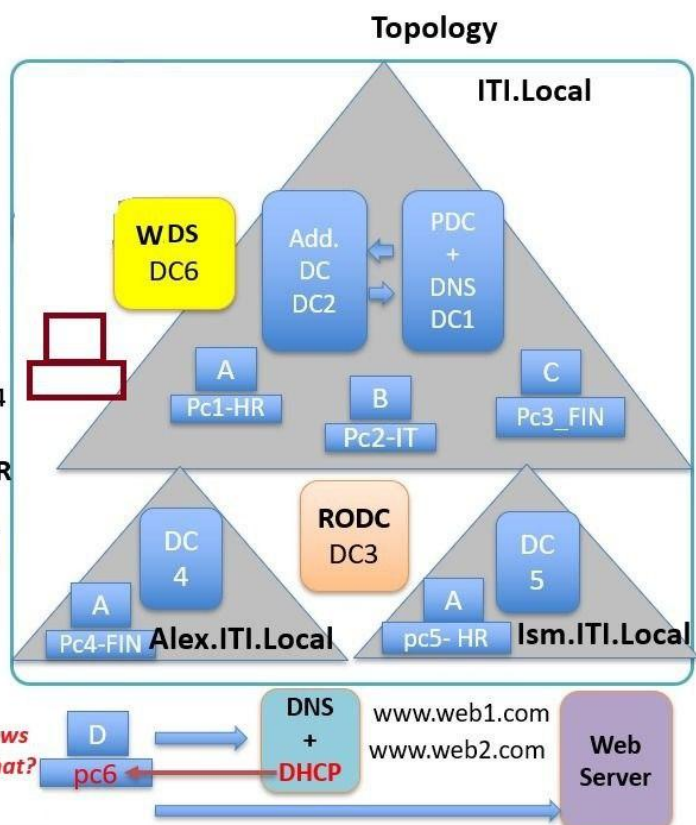 Topology
ITI.Local
WDS
DC6
Add.
DC
DC2
PDC
+
DNS
DC1
A
Pc1-HR
B
Pc2-IT
C
Pc3_FIN
4
R
RODC
DC3
DC
4
A
Pc4-FIN
Alex.ITI.Local
DC
5
A
pc5- HR
Ism.ITI.Local
D
pc6
DNS
+
DHCP
www.web1.com
www.web2.com
Web
Server